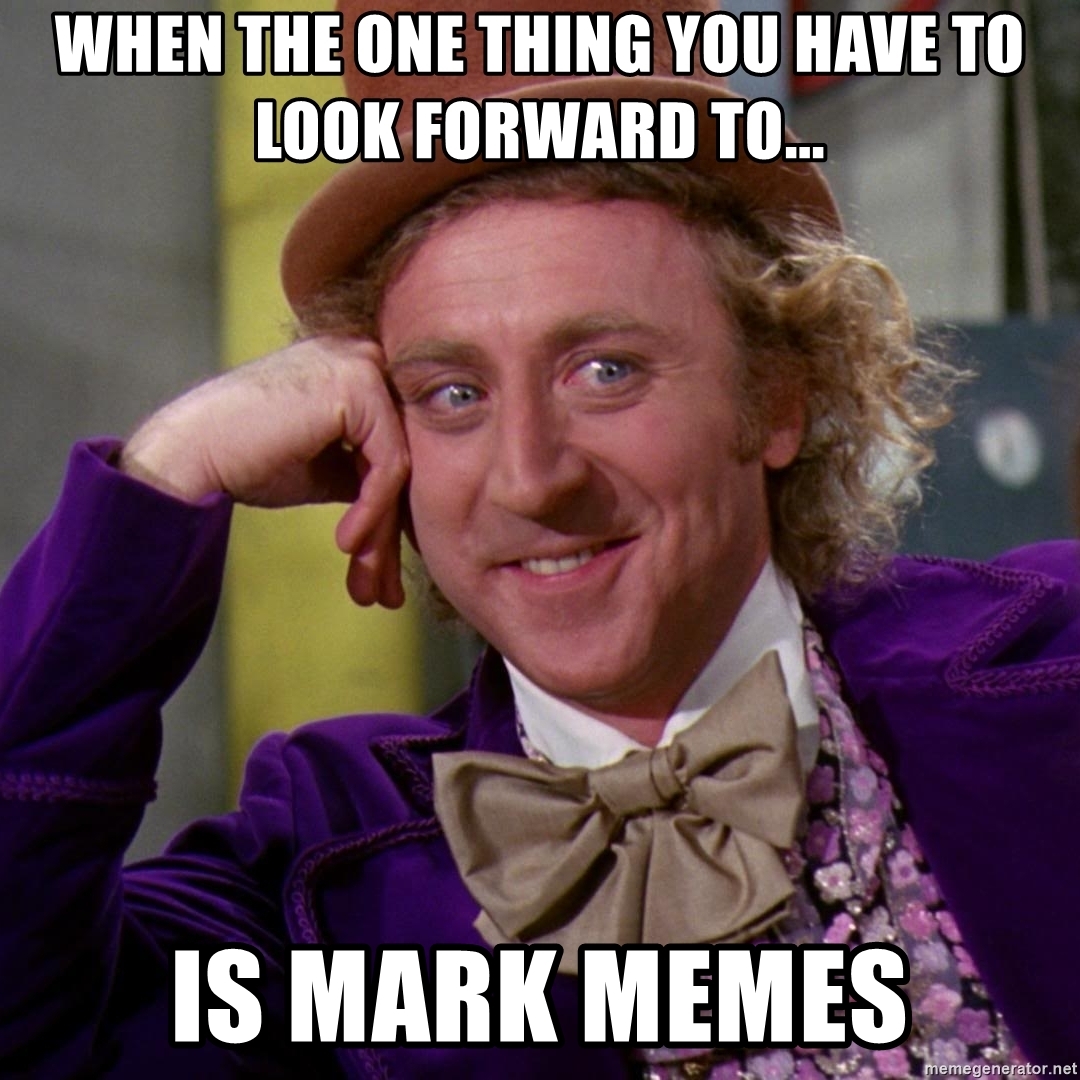 WHEN THE ONE THING YOU HAVE TO
LOOK FORWARD TO...
IS MARK MEMES
memegenerator.net